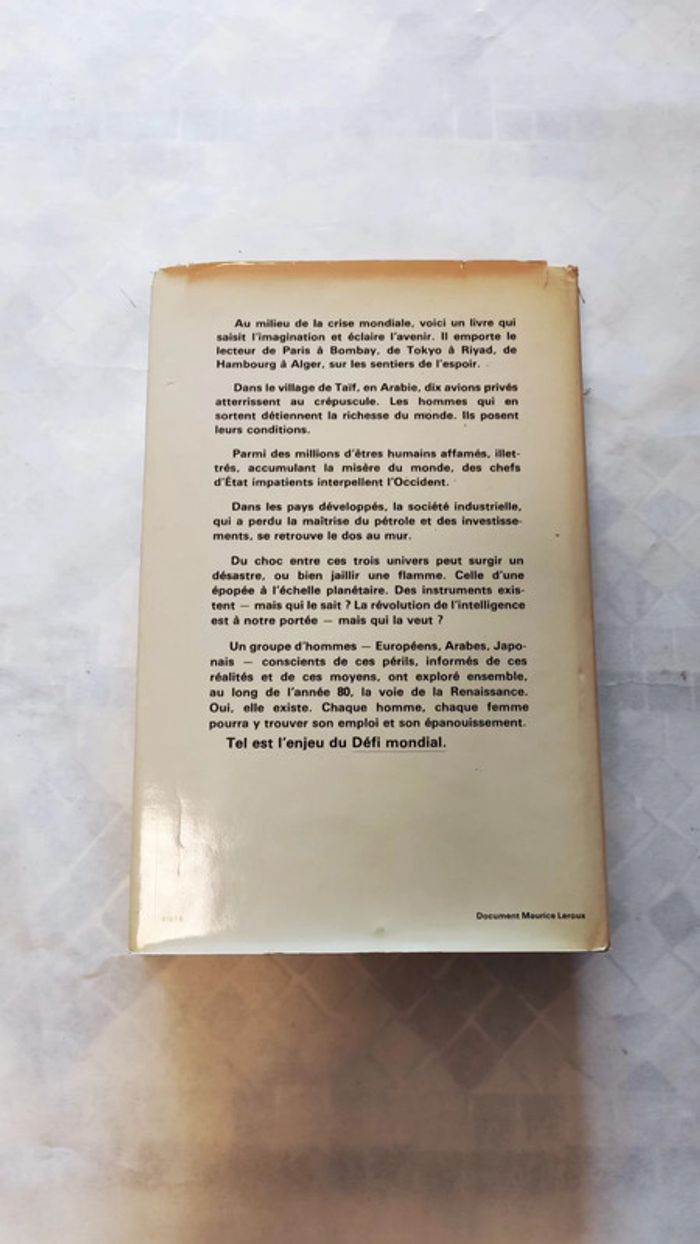 Au milieu de la crise mondiale, voici un livre qui
saisit l'imagination et éclaire l'avenir. Il emporte le
lecteur de Paris à Bombay, de Tokyo à Riyad, de
Hambourg à Alger, sur les sentiers de l'espoir.
Dans le village de Taïf, en Arabie, dix avions privés
atterrissent au crépuscule. Les hommes qui en
sortent détiennent la richesse du monde. Ils posent
leurs conditions.
Parmi des millions d'êtres humains affamés, illet-
trés, accumulant la misère du monde, des chefs
d'État impatients interpellent l'Occident.
Dans les pays développés, la société industrielle,
qui a perdu la maîtrise du pétrole et des investisse-
ments, se retrouve le dos au mur.
Du choc entre ces trois univers peut surgir un
désastre, ou bien jaillir une flamme. Celle d'une
épopée à l'échelle planétaire. Des instruments exis-
tent — mais qui le sait ? La révolution de l'intelligence
est à notre portée — mais qui la veut ?
Un groupe d'hommes — Européens, Arabes, Japo-
nais — conscients de ces périls, informés de ces
réalités et de ces moyens, ont exploré ensemble,
au long de l'année 80, la voie de la Renaissance.
Oui, elle existe. Chaque homme, chaque femme
pourra y trouver son emploi et son épanouissement.
Tel est l'enjeu du Défi mondial.
Document Maurice Leroux